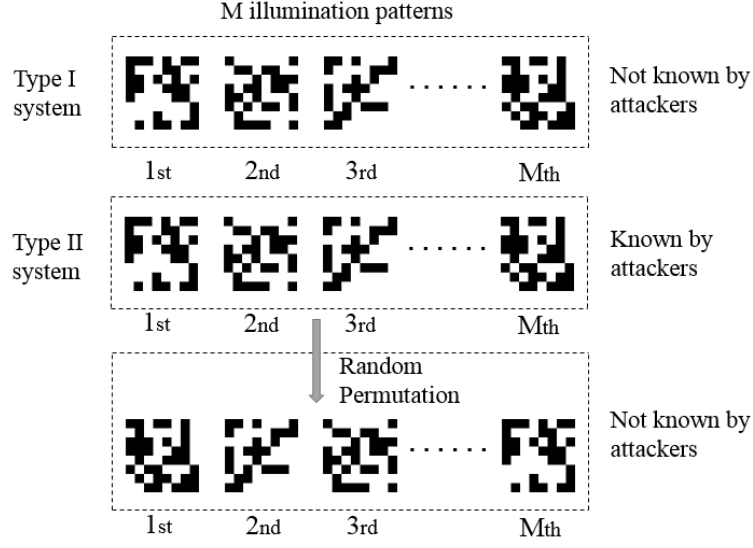 M illumination patterns
Type I
system
Not known by
attackers
1st 2nd 3rd Mth
Type II
system
Known by
attackers
1st 2nd 3rd Mth
Random
Permutation
Not known by
attackers
1st 2nd 3rd Mth